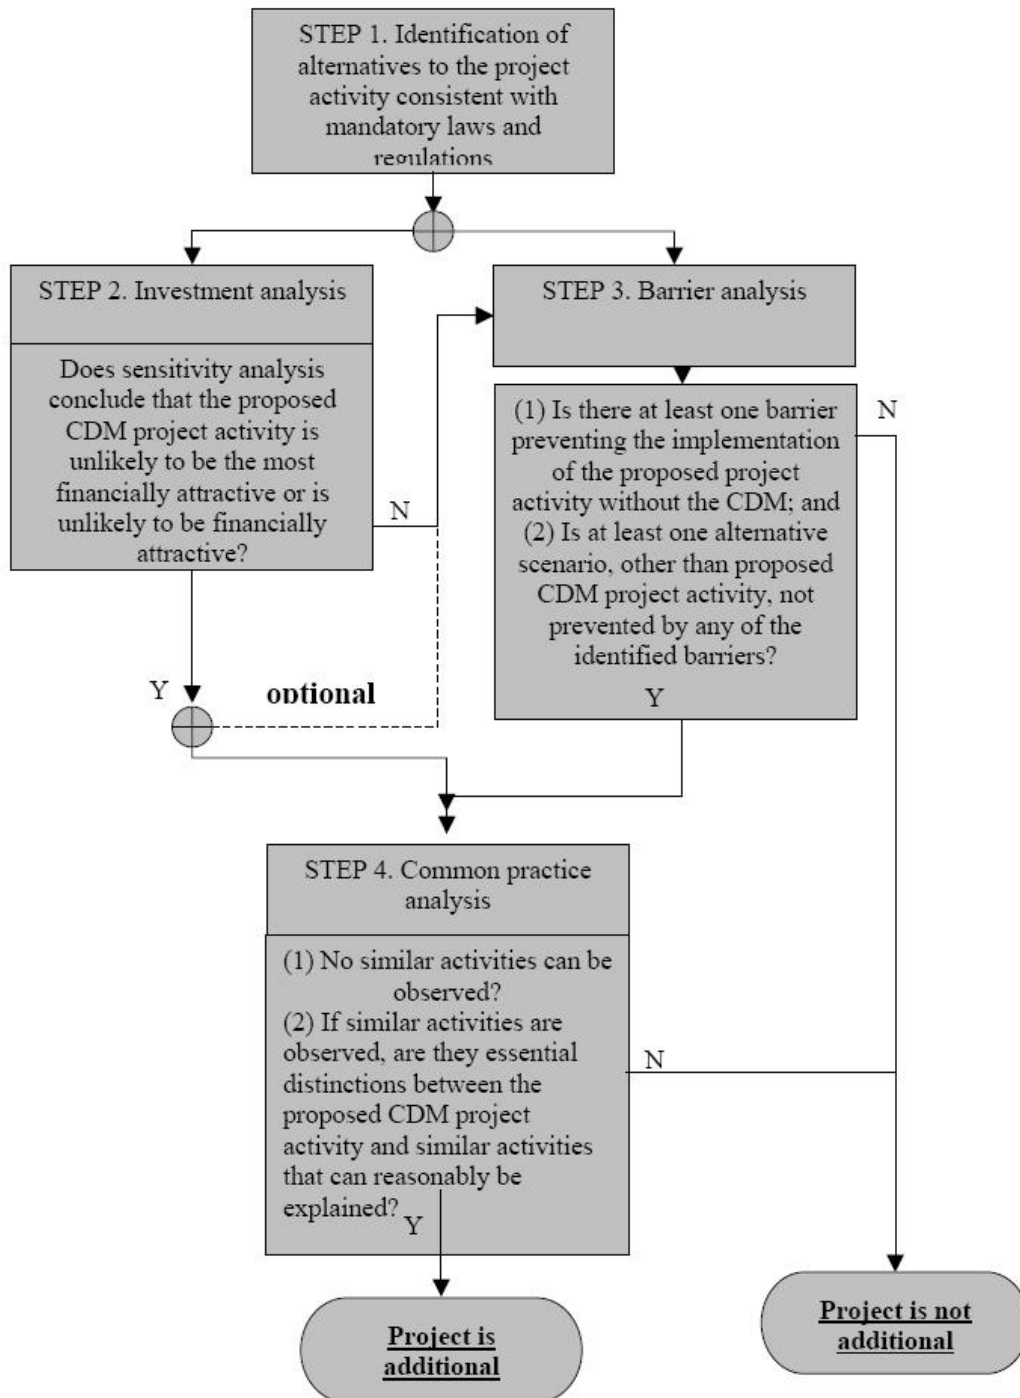 STEP 1. Identification of
alternatives to the project
activity consistent with
mandatory laws and
regulations
STEP 2. Investment analysis
Does sensitivity analysis
conclude that the proposed
CDM project activity is
unlikely to be the most
financially attractive or is
unlikely to be financially
attractive?
N
Y
optional
STEP 3. Barrier analysis
(1) Is there at least one barrier
preventing the implementation
of the proposed project
activity without the CDM; and
(2) Is at least one alternative
scenario, other than proposed
CDM project activity, not
prevented by any of the
identified barriers?
N
Y
STEP 4. Common practice
analysis
(1) No similar activities can be
observed?
(2) If similar activities are
observed, are they essential
distinctions between the
proposed CDM project
activity and similar activities
that can reasonably be
explained?
N
Y
Project is
additional
Project is not
additional